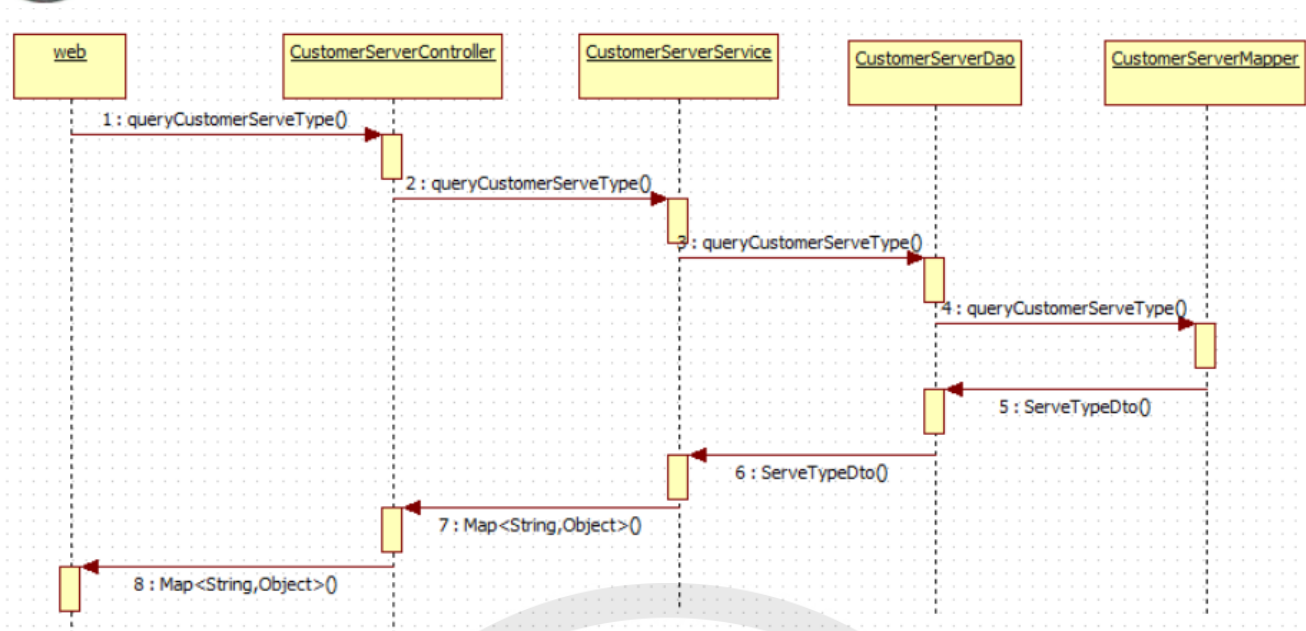 web
CustomerServerController
CustomerServerService
CustomerServerDao
CustomerServerMapper
1 : queryCustomerServeType()
2 : queryCustomerServeType()
3 : queryCustomerServeType()
4 : queryCustomerServeType()
5 : ServeTypeDto()
6 : ServeTypeDto()
7 : Map<String,Object>()
8 : Map<String,Object>()